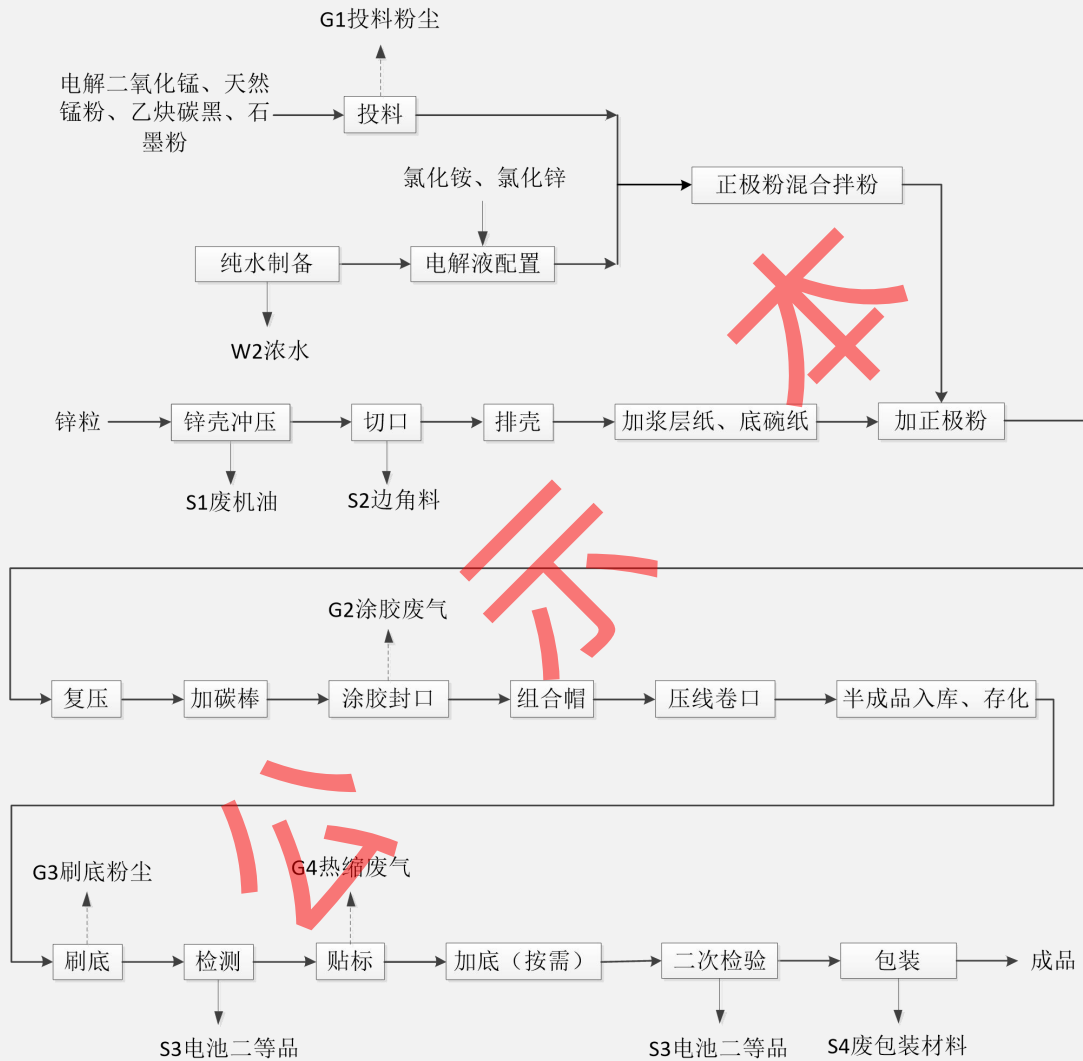 G1投料粉尘
电解二氧化锰、天然
锰粉、乙炔碳黑、石
墨粉
投料
氯化铵、氯化锌
正极粉混合拌粉
纯水制备
电解液配置
W2浓水
锌粒
锌壳冲压
切口
排壳
加浆层纸、底碗纸
加正极粉
S1废机油
S2边角料
G2涂胶废气
复压
加碳棒
涂胶封口
组合帽
压线卷口
半成品入库、存化
G3刷底粉尘
G4热缩废气
刷底
检测
贴标
加底（按需）
二次检验
包装
成品
S3电池二等品
S3电池二等品
S4废包装材料
公示本